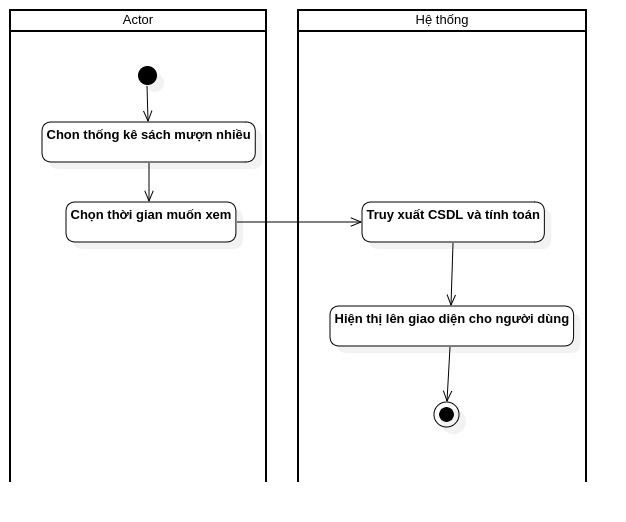 Actor
Hệ thống
Chon thống kê sách mượn nhiều
Chọn thời gian muốn xem
Truy xuất CSDL và tính toán
Hiện thị lên giao diện cho người dùng